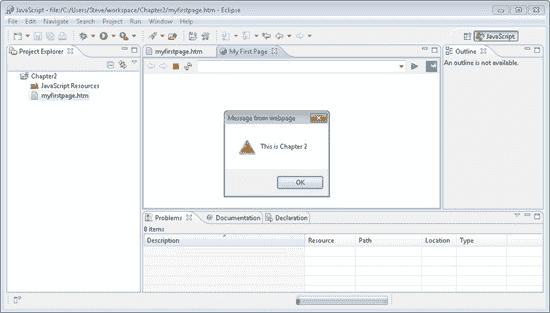 JavaScript - file:/C:/Users/Steve/workspace/Chapter2/myfirstpage.htm - Eclipse
File Edit Navigate Search Project Run Window Help
JavaScript
Project Explorer
Chapter2
JavaScript Resources
myfirstpage.htm
myfirstpage.htm
My First Page
Message from webpage
This is Chapter 2
OK
Outline
An outline is not available.
Problems
Documentation
Declaration
0 items
Description
Resource
Path
Location
Type